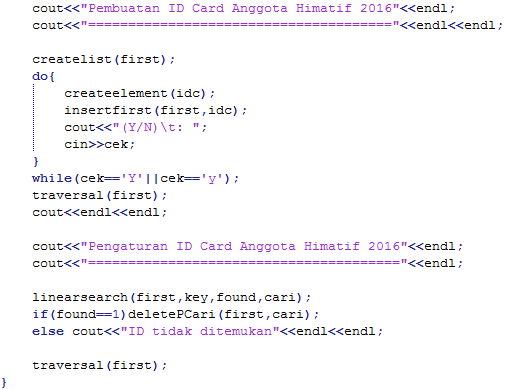 cout<<"Pembuatan ID Card Anggota Himatif 2016"<<endl;
cout<<"======================================"<<endl<<endl;
createlist(first);
do{
createelement(idc);
insertfirst(first,idc);
cout<<"(Y/N)\t: ";
cin>>cek;
}
while(cek=='Y'||cek=='y');
traversal(first);
cout<<endl<<endl;
cout<<"Pengaturan ID Card Anggota Himatif 2016"<<endl;
cout<<"======================================="<<endl;
linearsearch(first,key,found,cari);
if(found==1)deletePCari(first,cari);
else cout<<"ID tidak ditemukan"<<endl<<endl;
traversal(first);
}